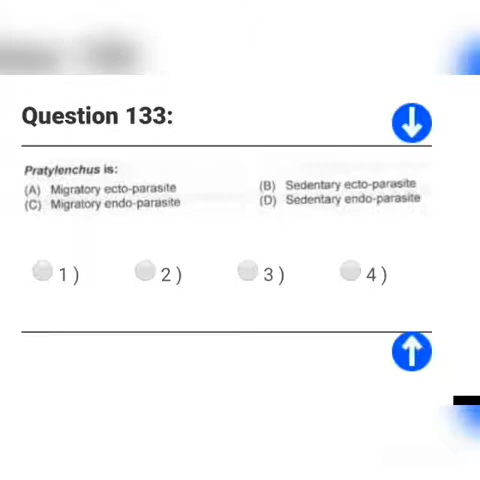 Question 133:
Pratylenchus is:
(A) Migratory ecto-parasite (B) Sedentary ecto-parasite
(C) Migratory endo-parasite (D) Sedentary endo-parasite
1 ) 2 ) 3 ) 4 )